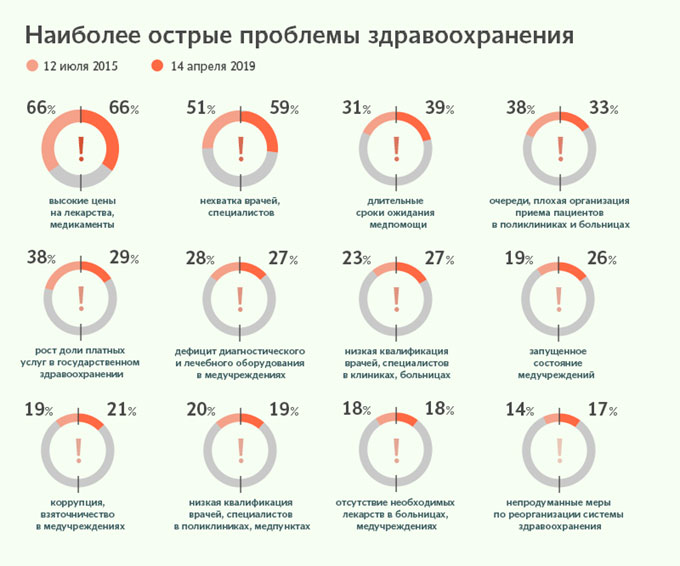 Наиболее острые проблемы здравоохранения
12 июля 2015 14 апреля 2019
66% 66%
!
высокие цены
на лекарства,
медикаменты
51% 59%
!
нехватка врачей,
специалистов
31% 39%
!
длительные
сроки ожидания
медпомощи
38% 33%
!
очереди, плохая организация
приема пациентов
в поликлиниках и больницах
38% 29%
!
рост доли платных
услуг в государственном
здравоохранении
28% 27%
!
дефицит диагностического
и лечебного оборудования
в медучреждениях
23% 27%
!
низкая квалификация
врачей, специалистов
в клиниках, больницах
19% 26%
!
запущенное
состояние
медучреждений
19% 21%
!
коррупция,
взяточничество
в медучреждениях
20% 19%
!
низкая квалификация
врачей, специалистов
в поликлиниках, медпунктах
18% 18%
!
отсутствие необходимых
лекарств в больницах,
медучреждениях
14% 17%
!
непродуманные меры
по реорганизации системы
здравоохранения